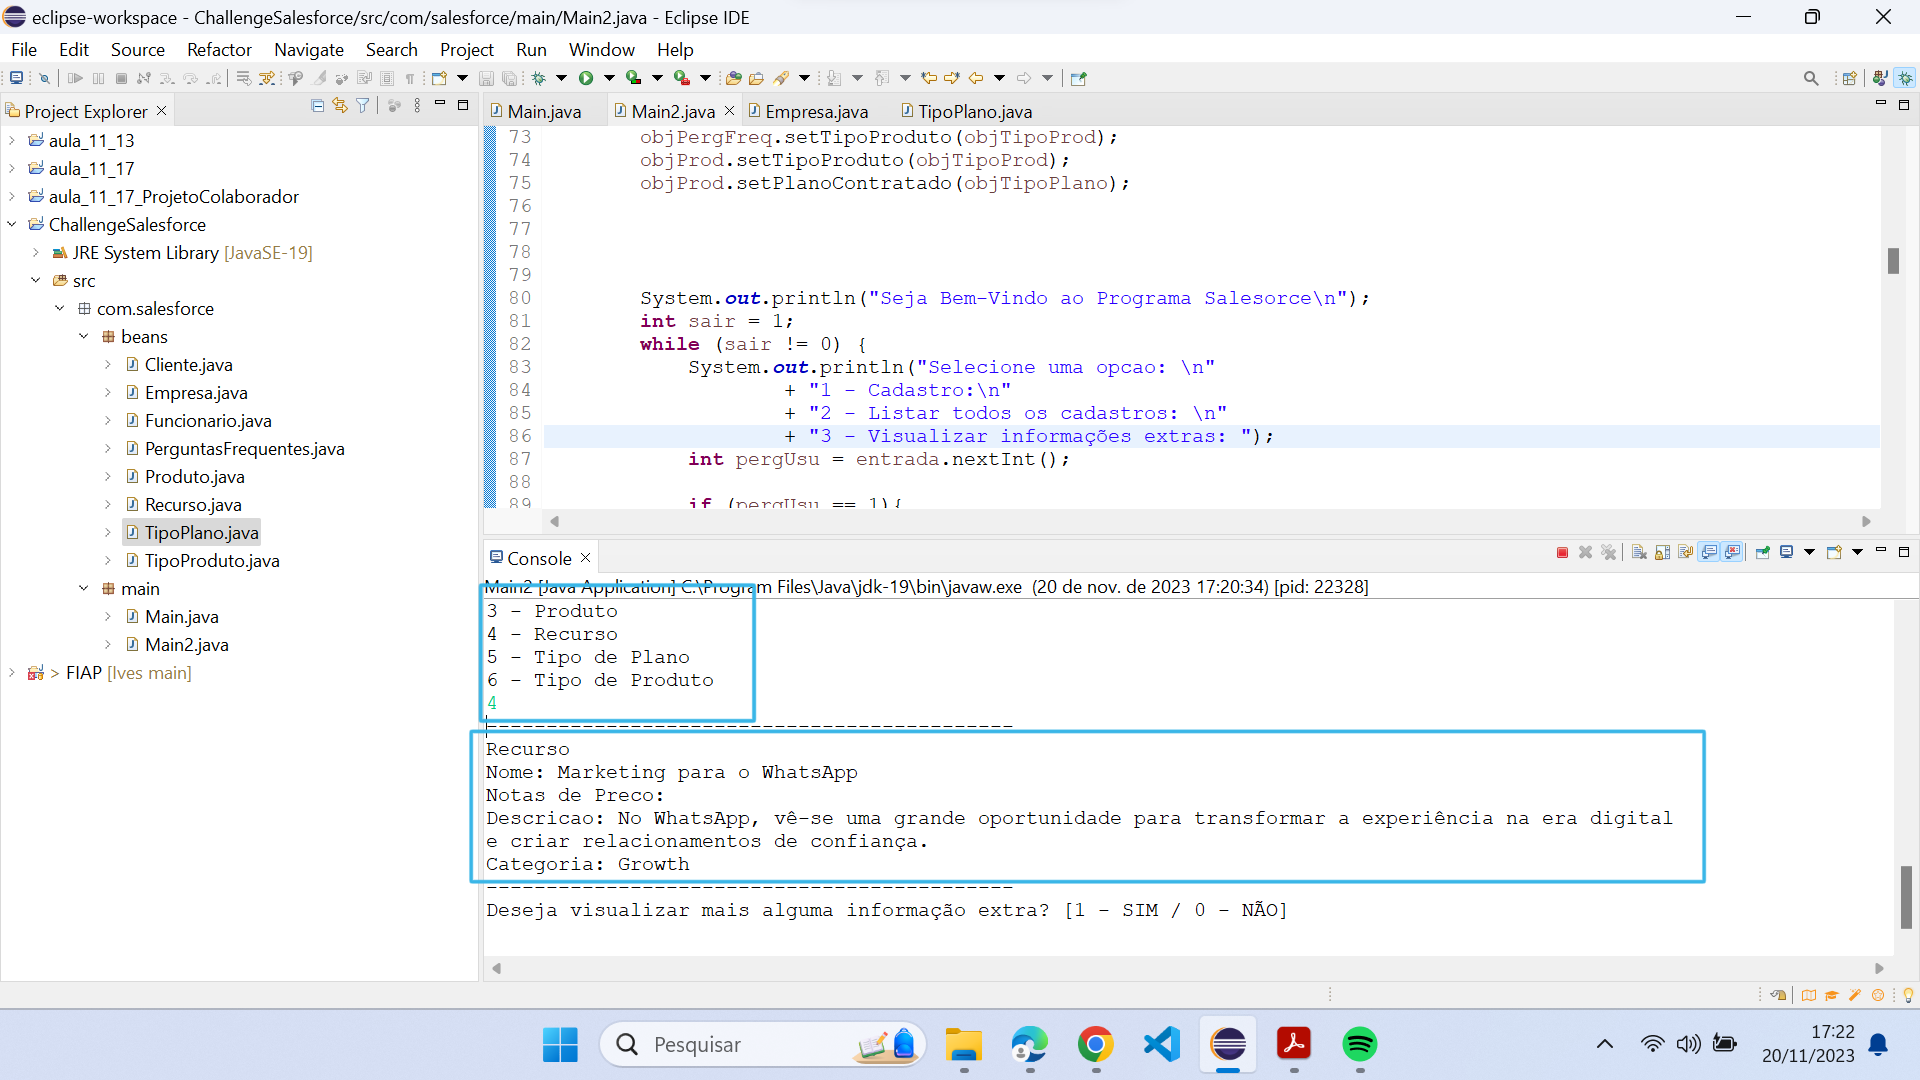 eclipse-workspace - ChallengeSalesforce/src/com/salesforce/main/Main2.java - Eclipse IDE
File Edit Source Refactor Navigate Search Project Run Window Help
Project Explorer
aula_11_13
aula_11_17
aula_11_17_ProjetoColaborador
ChallengeSalesforce
JRE System Library [JavaSE-19]
src
com.salesforce
beans
Cliente.java
Empresa.java
Funcionario.java
PerguntasFrequentes.java
Produto.java
Recurso.java
TipoPlano.java
TipoProduto.java
main
Main.java
Main2.java
> FIAP [Ives main]
Main.java Main2.java Empresa.java TipoPlano.java
73 objPergFreq.setTipoProduto(objTipoProd);
74 objProd.setTipoProduto(objTipoProd);
75 objProd.setPlanoContratado(objTipoPlano);
76
77
78
79
80 System.out.println("Seja Bem-Vindo ao Programa Salesorce\n");
81 int sair = 1;
82 while (sair != 0) {
83 System.out.println("Selecione uma opcao: \n"
84 + "1 - Cadastro:\n"
85 + "2 - Listar todos os cadastros: \n"
86 + "3 - Visualizar informações extras: ");
87 int pergUsu = entrada.nextInt();
88
89 if (pergUsu == 1){
Console
Main2 [Java Application] C:\Program Files\Java\jdk-19\bin\javaw.exe (20 de nov. de 2023 17:20:34) [pid: 22328]
3 - Produto
4 - Recurso
5 - Tipo de Plano
6 - Tipo de Produto
4
--------------------------------------------
Recurso
Nome: Marketing para o WhatsApp
Notas de Preco:
Descricao: No WhatsApp, vê-se uma grande oportunidade para transformar a experiência na era digital
e criar relacionamentos de confiança.
Categoria: Growth
--------------------------------------------
Deseja visualizar mais alguma informação extra? [1 - SIM / 0 - NÃO]
Pesquisar
17:22
20/11/2023